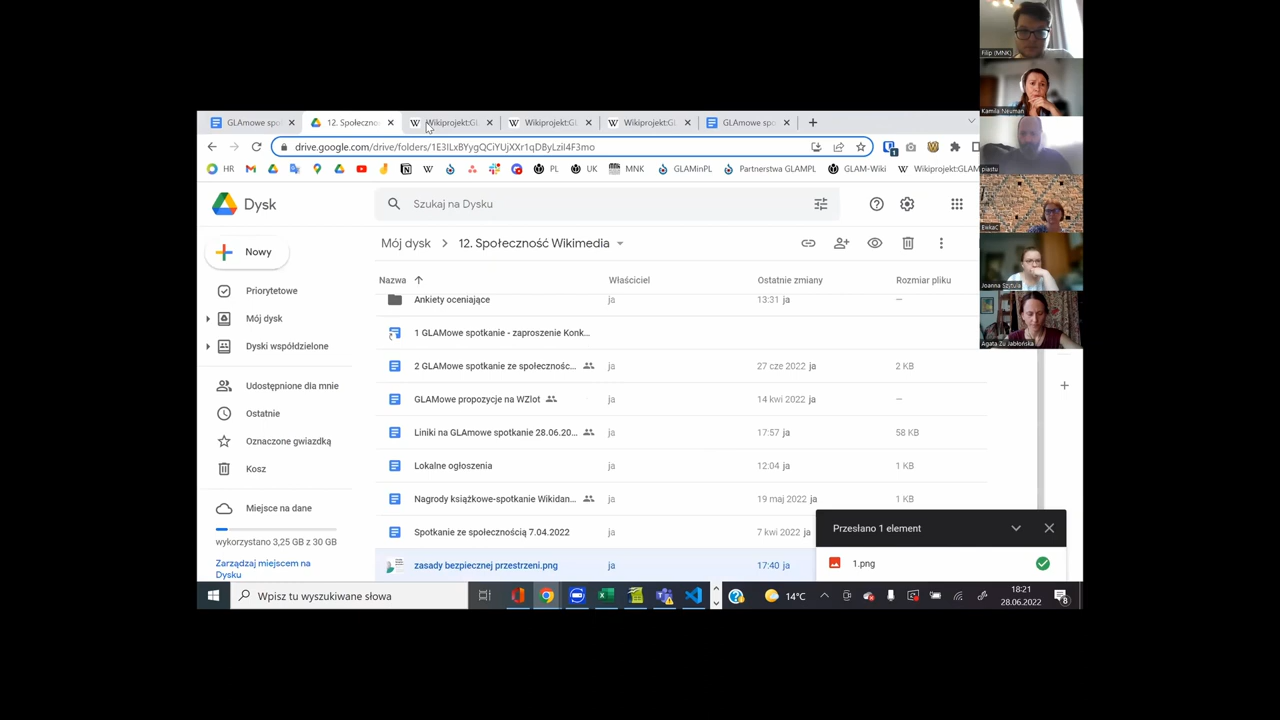 GLAmowe spo
12. Społeczno
Wikiprojekt:GL
Wikiprojekt:GL
Wikiprojekt:GL
GLAmowe spo
drive.google.com/drive/folders/1E3ILxBYygQCiYUjXXr1qDByLziI4F3mo
HR
PL
UK
MNK
GLAMinPL
Partnerstwa GLAMPL
GLAM-Wiki
Wikiprojekt:GLAM
Dysk
Szukaj na Dysku
Nowy
Mój dysk
12. Społeczność Wikimedia
Priorytetowe
Mój dysk
Dyski współdzielone
Udostępnione dla mnie
Ostatnie
Oznaczone gwiazdką
Kosz
Miejsce na dane
wykorzystano 3,25 GB z 30 GB
Zarządzaj miejscem na
Dysku
Nazwa Właściciel Ostatnie zmiany Rozmiar pliku
Ankiety oceniające ja 13:31 ja —
1 GLAMowe spotkanie - zaproszenie Konk...
2 GLAMowe spotkanie ze społecznośc... ja 27 cze 2022 ja 2 KB
GLAMowe propozycje na WZlot ja 14 kwi 2022 ja —
Liniki na GLAmowe spotkanie 28.06.20... ja 17:57 ja 58 KB
Lokalne ogłoszenia ja 12:04 ja 1 KB
Nagrody książkowe-spotkanie Wikidan... ja 19 maj 2022 ja 1 KB
Spotkanie ze społecznością 7.04.2022 ja 7 kwi 2022 ja
zasady bezpiecznej przestrzeni.png ja 17:40 ja
Przesłano 1 element
1.png
Wpisz tu wyszukiwane słowa
14°C
18:21
28.06.2022
8
Filip (MNK)
Kamila Neuman
piastu
EwkaC
Joanna Szytuła
Agata Zu Jabłońska